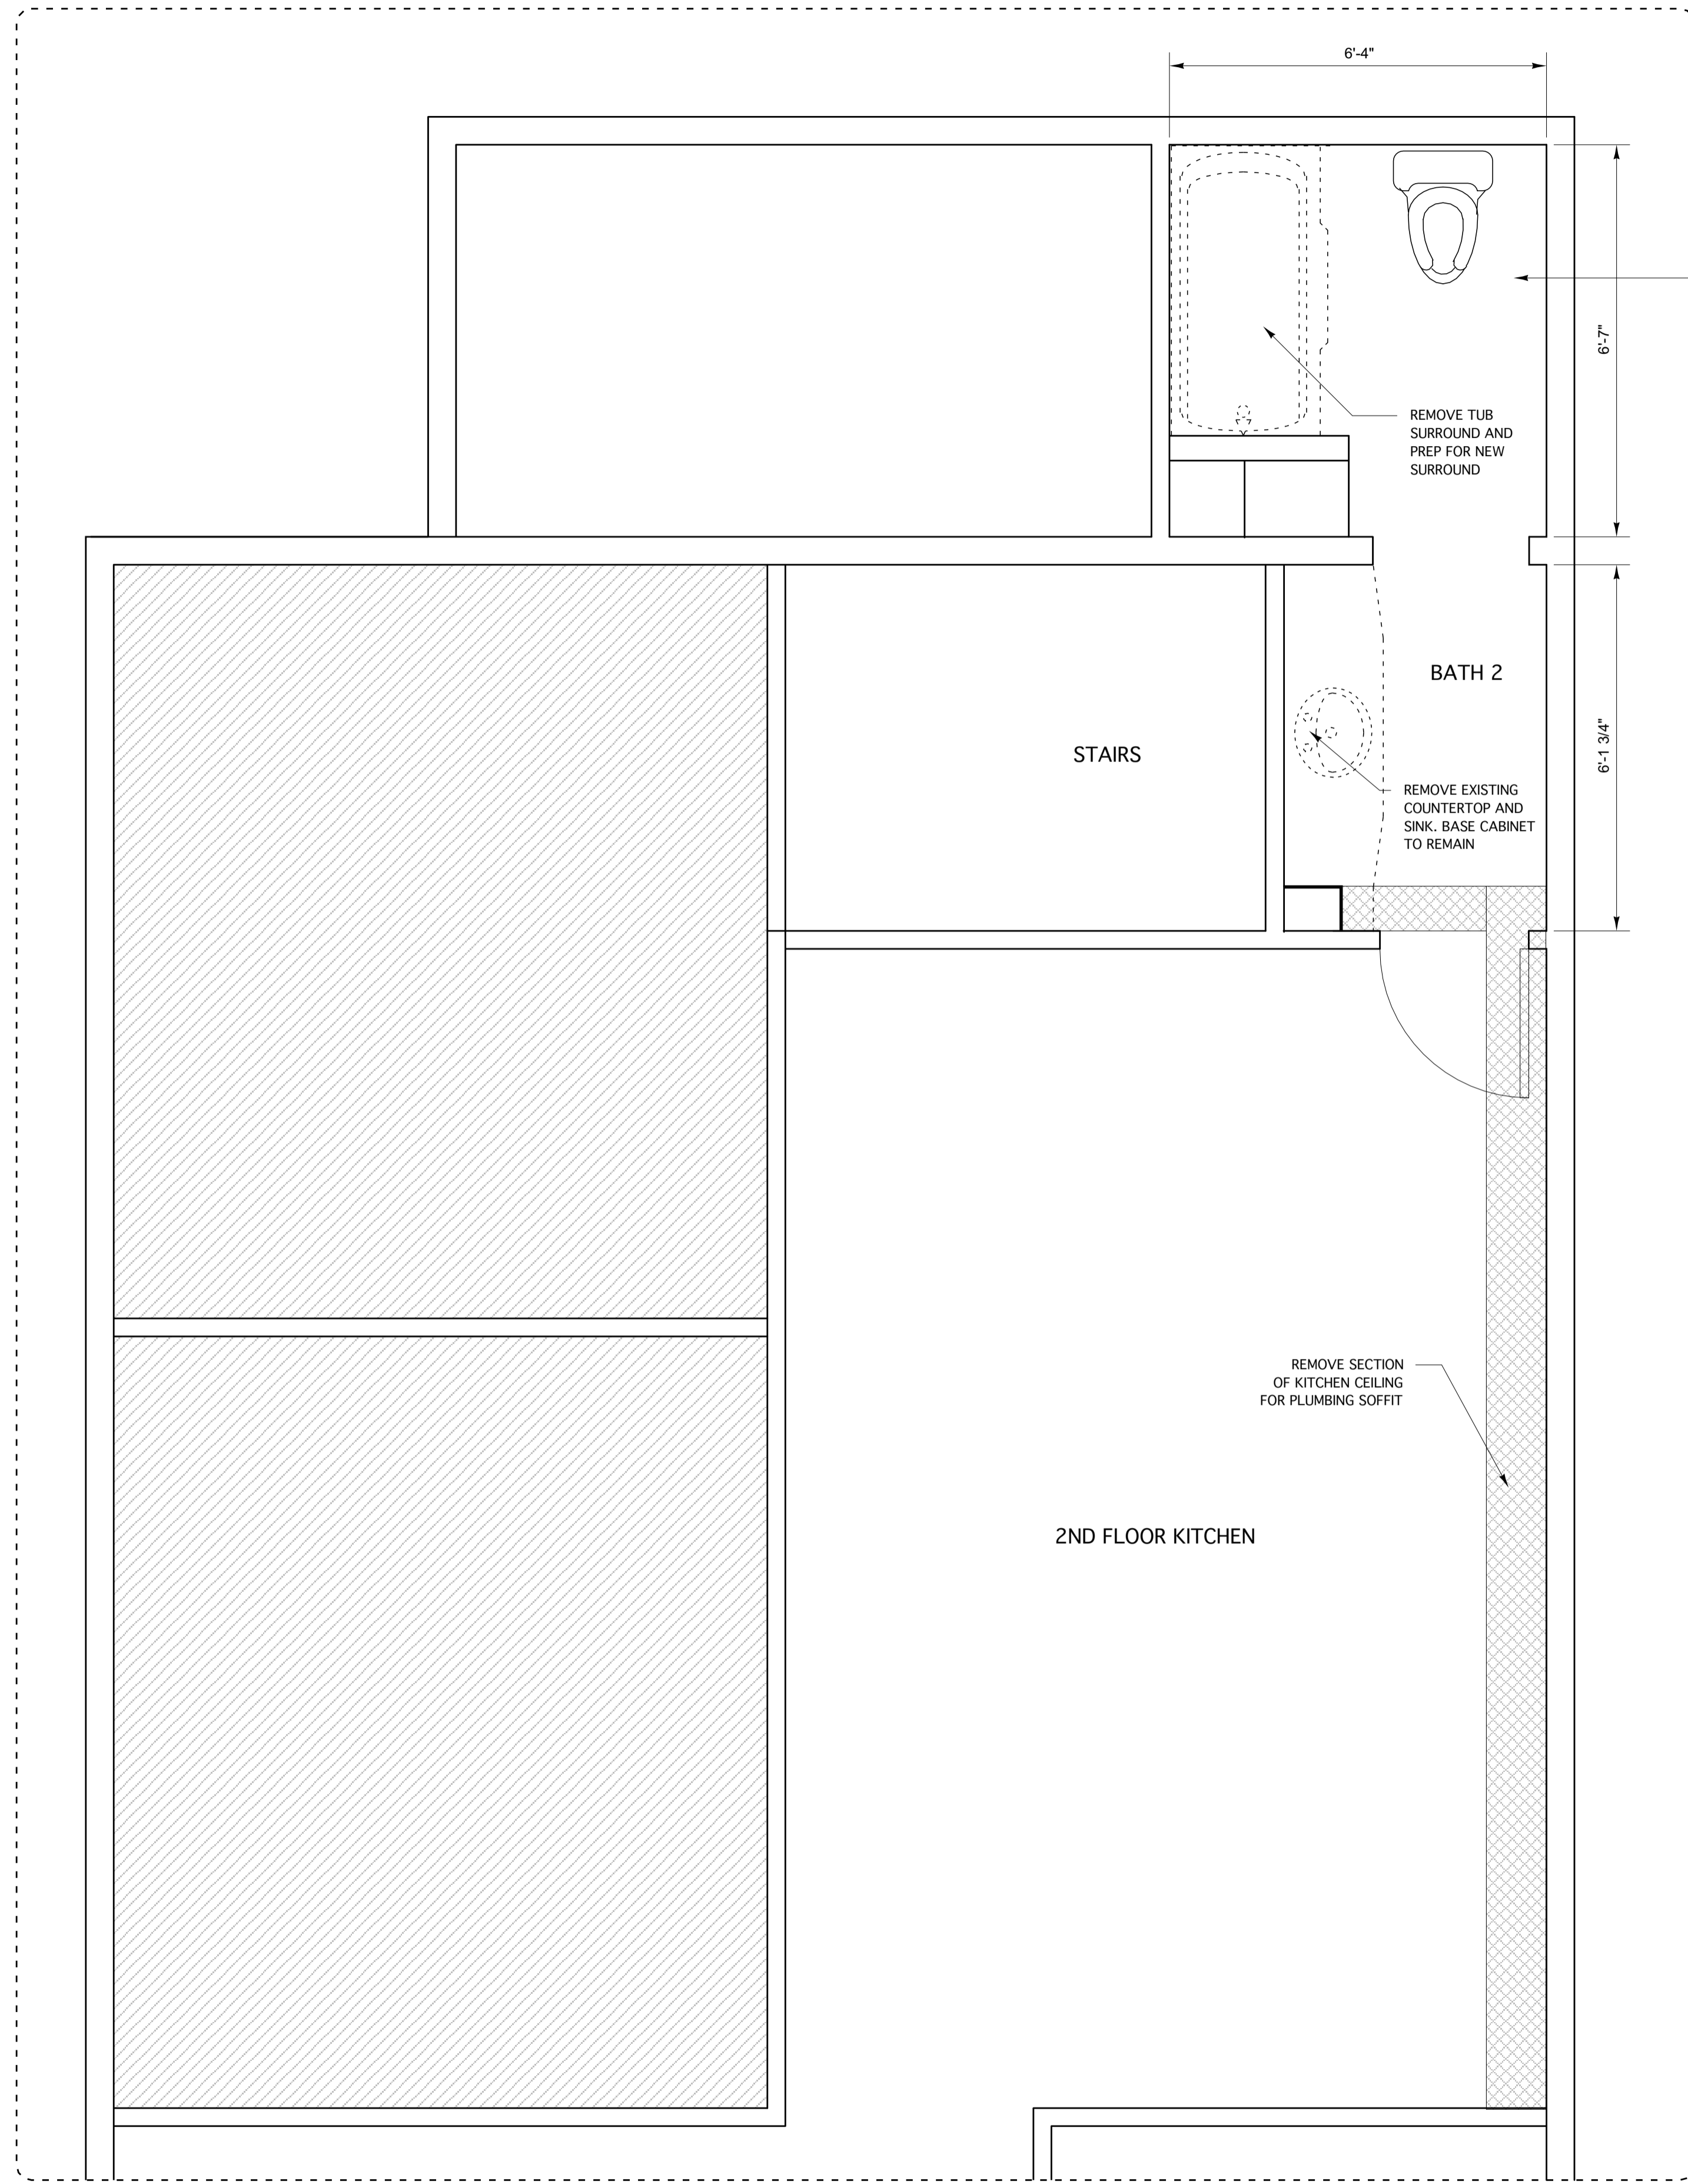 6'-4"
6'-7"
REMOVE TUB
SURROUND AND
PREP FOR NEW
SURROUND
BATH 2
6'-1 3/4"
STAIRS
REMOVE EXISTING
COUNTERTOP AND
SINK. BASE CABINET
TO REMAIN
REMOVE SECTION
OF KITCHEN CEILING
FOR PLUMBING SOFFIT
2ND FLOOR KITCHEN